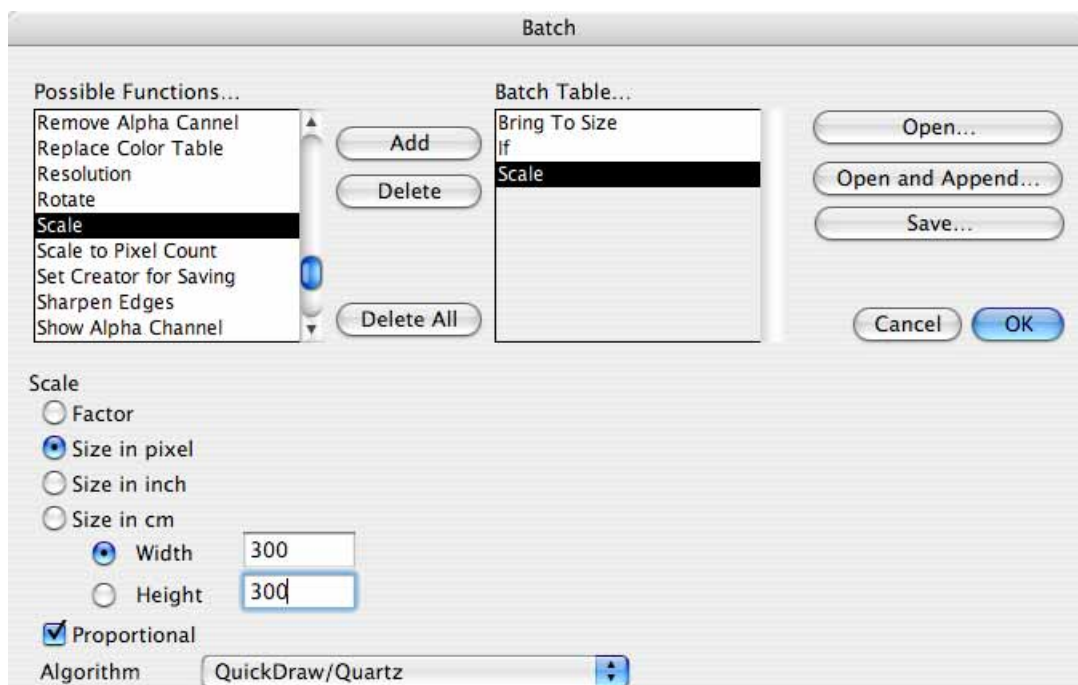 Batch
Possible Functions...
Remove Alpha Cannel
Replace Color Table
Resolution
Rotate
Scale
Scale to Pixel Count
Set Creator for Saving
Sharpen Edges
Show Alpha Channel
Add
Delete
Delete All
Batch Table...
Bring To Size
If
Scale
Open...
Open and Append...
Save...
Cancel
OK
Scale
Factor
Size in pixel
Size in inch
Size in cm
Width 300
Height 300
Proportional
Algorithm QuickDraw/Quartz